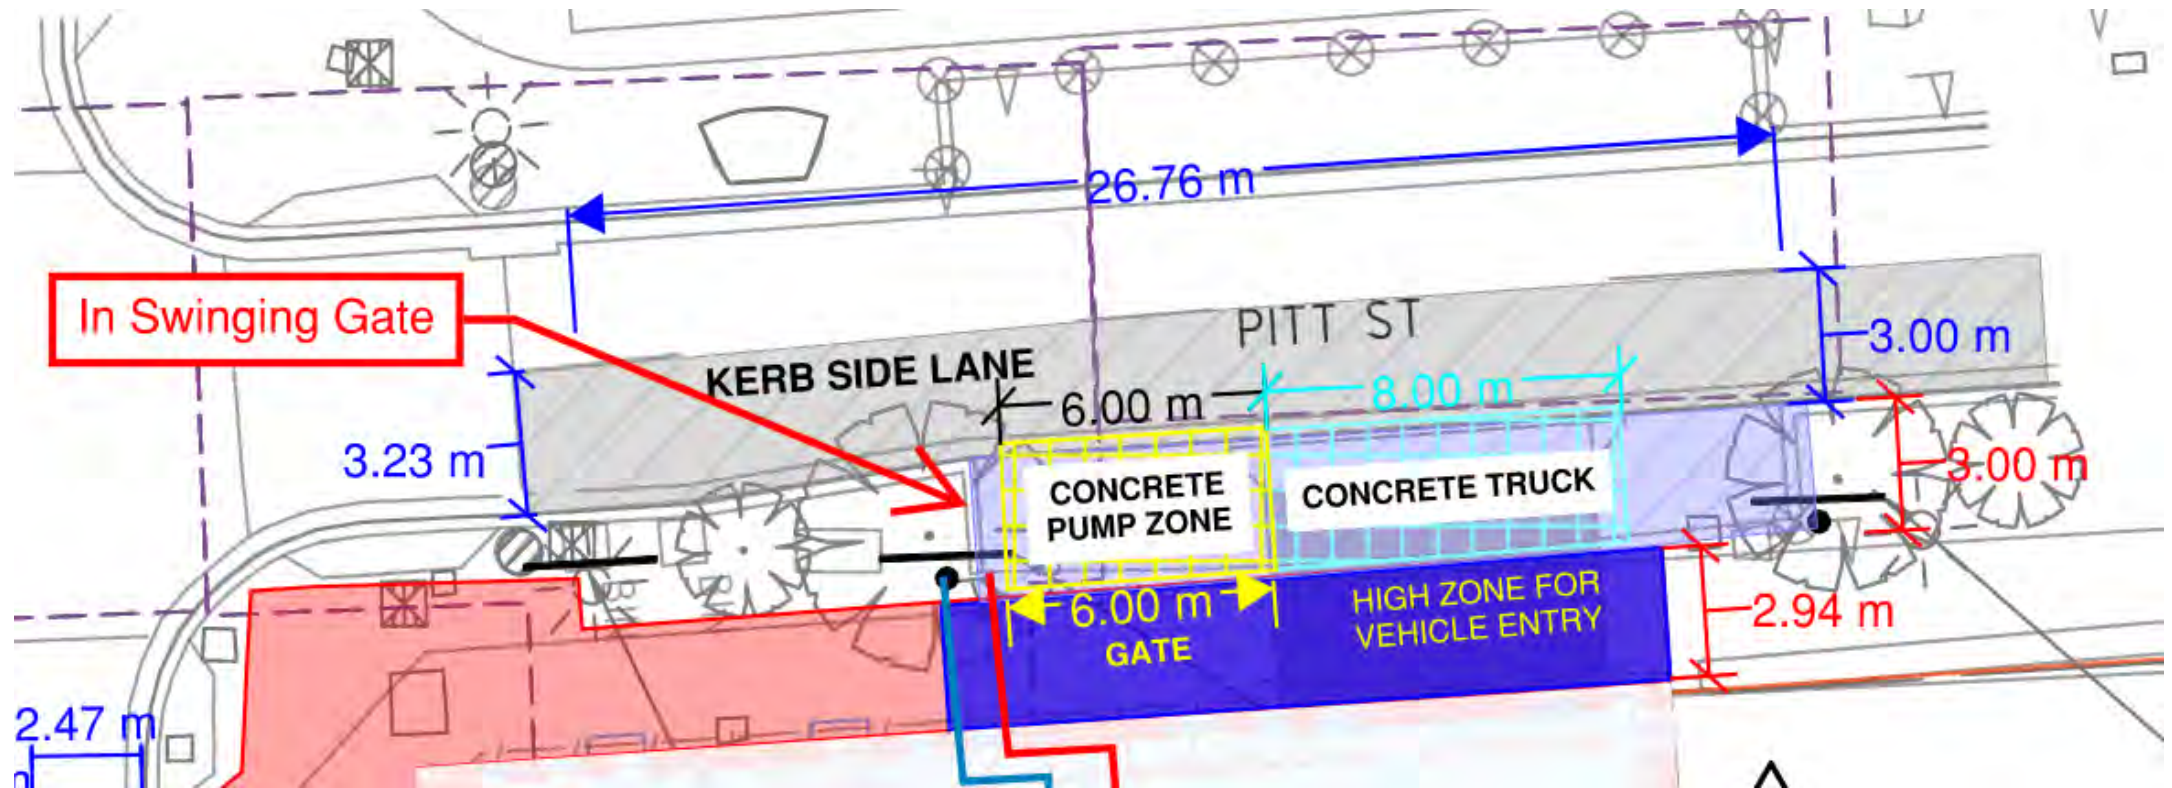 26.76 m
In Swinging Gate
PITT ST
3.00 m
KERB SIDE LANE
6.00 m
8.00 m
3.23 m
3.00 m
CONCRETE
PUMP ZONE
CONCRETE TRUCK
6.00 m
GATE
HIGH ZONE FOR
VEHICLE ENTRY
2.94 m
2.47 m